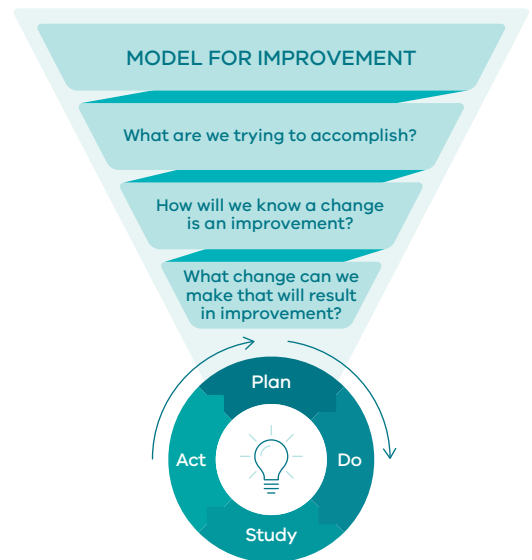 MODEL FOR IMPROVEMENT
What are we trying to accomplish?
How will we know a change
is an improvement?
What change can we
make that will result
in improvement?
Plan
Act
Do
Study